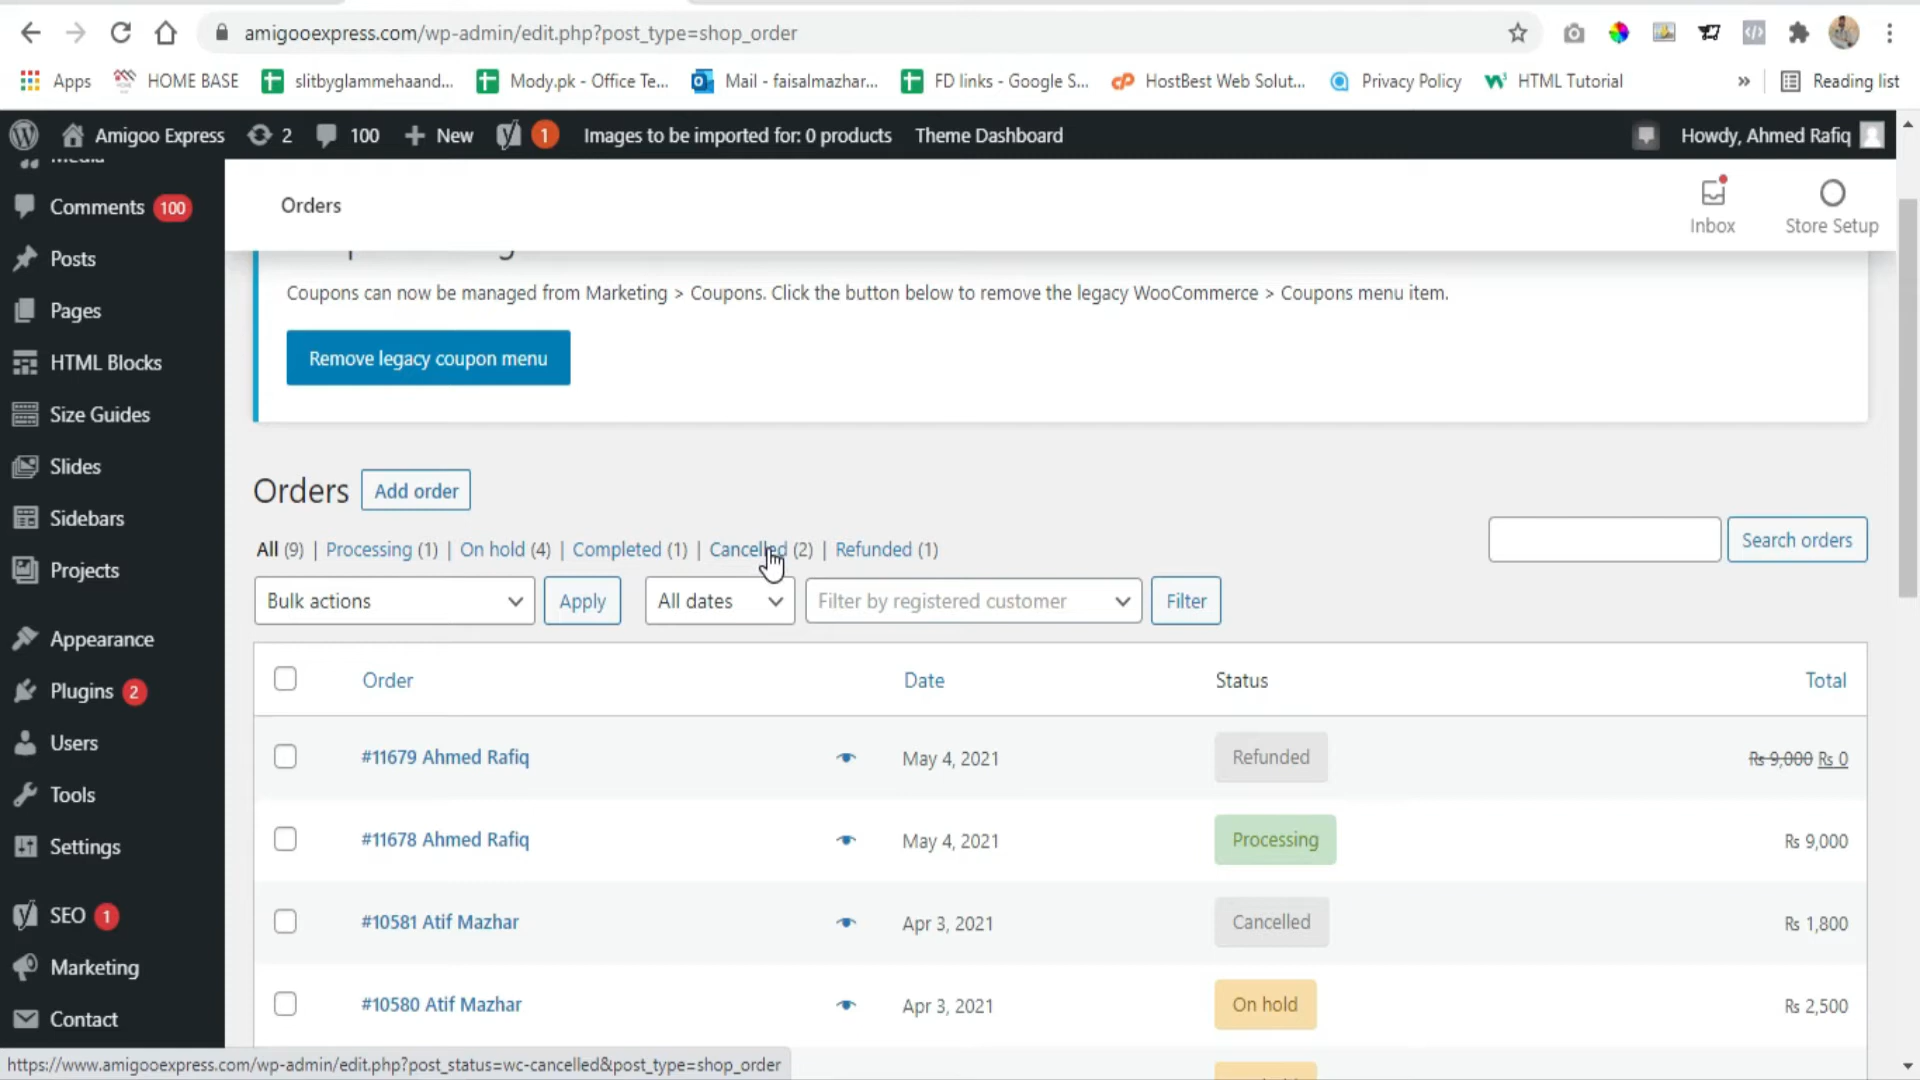 amigooexpress.com/wp-admin/edit.php?post_type=shop_order
Apps HOME BASE slitbyglammehaand... Mody.pk - Office Te... Mail - faisalmazhar... FD links - Google S... HostBest Web Solut... Privacy Policy HTML Tutorial » Reading list
Amigoo Express 2 100 + New 1 Images to be imported for: 0 products Theme Dashboard Howdy, Ahmed Rafiq
Media
Comments 100
Posts
Pages
HTML Blocks
Size Guides
Slides
Sidebars
Projects
Appearance
Plugins 2
Users
Tools
Settings
SEO 1
Marketing
Contact
Orders
Inbox
Store Setup
Coupons can now be managed from Marketing > Coupons. Click the button below to remove the legacy WooCommerce > Coupons menu item.
Remove legacy coupon menu
Orders Add order
All (9) | Processing (1) | On hold (4) | Completed (1) | Cancelled (2) | Refunded (1)
Search orders
Bulk actions Apply All dates Filter by registered customer Filter
Order Date Status Total
#11679 Ahmed Rafiq May 4, 2021 Refunded Rs 9,000 Rs 0
#11678 Ahmed Rafiq May 4, 2021 Processing Rs 9,000
#10581 Atif Mazhar Apr 3, 2021 Cancelled Rs 1,800
#10580 Atif Mazhar Apr 3, 2021 On hold Rs 2,500
https://www.amigooexpress.com/wp-admin/edit.php?post_status=wc-cancelled&post_type=shop_order